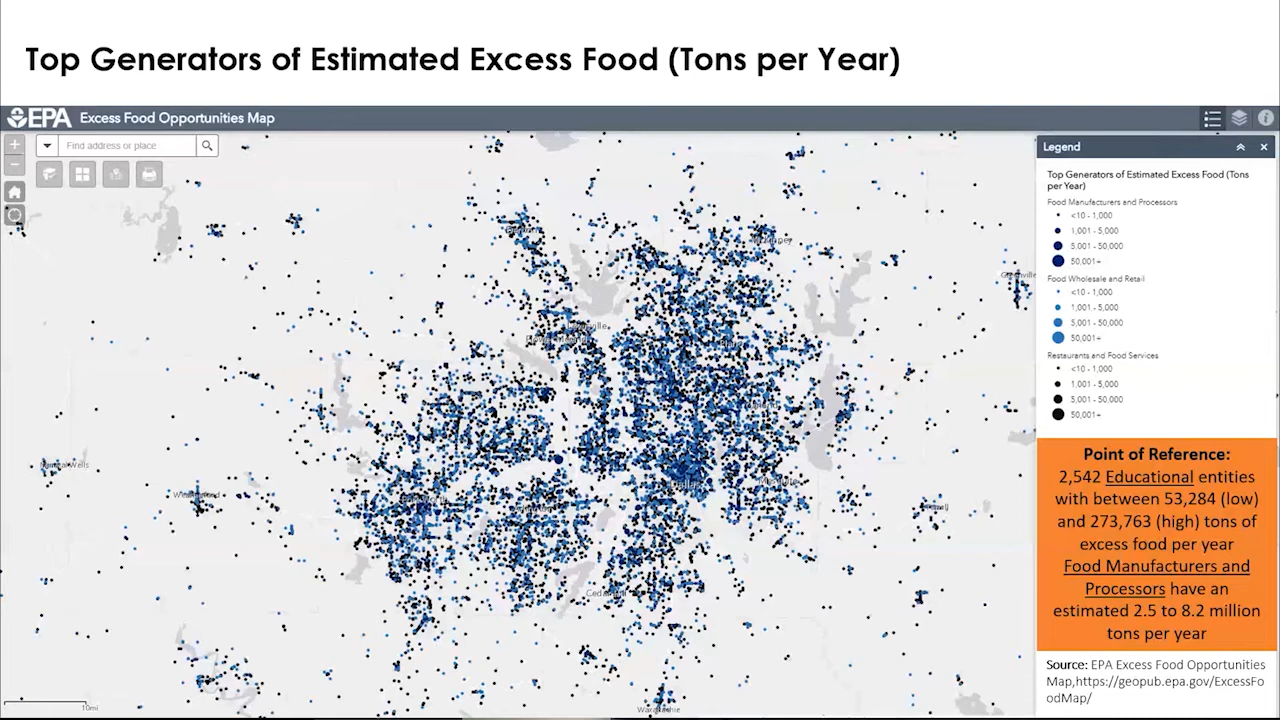 Top Generators of Estimated Excess Food (Tons per Year)
EPA Excess Food Opportunities Map
Find address or place
Legend
Top Generators of Estimated Excess Food (Tons
per Year)
Food Manufacturers and Processors
<10 - 1,000
1,001 - 5,000
5,001 - 50,000
50,001+
Food Wholesale and Retail
<10 - 1,000
1,001 - 5,000
5,001 - 50,000
50,001+
Restaurants and Food Services
<10 - 1,000
1,001 - 5,000
5,001 - 50,000
50,001+
Point of Reference:
2,542 Educational entities
with between 53,284 (low)
and 273,763 (high) tons of
excess food per year
Food Manufacturers and
Processors have an
estimated 2.5 to 8.2 million
tons per year
Source: EPA Excess Food Opportunities
Map,https://geopub.epa.gov/ExcessFo
odMap/
McKinney
Waxahachie
10mi